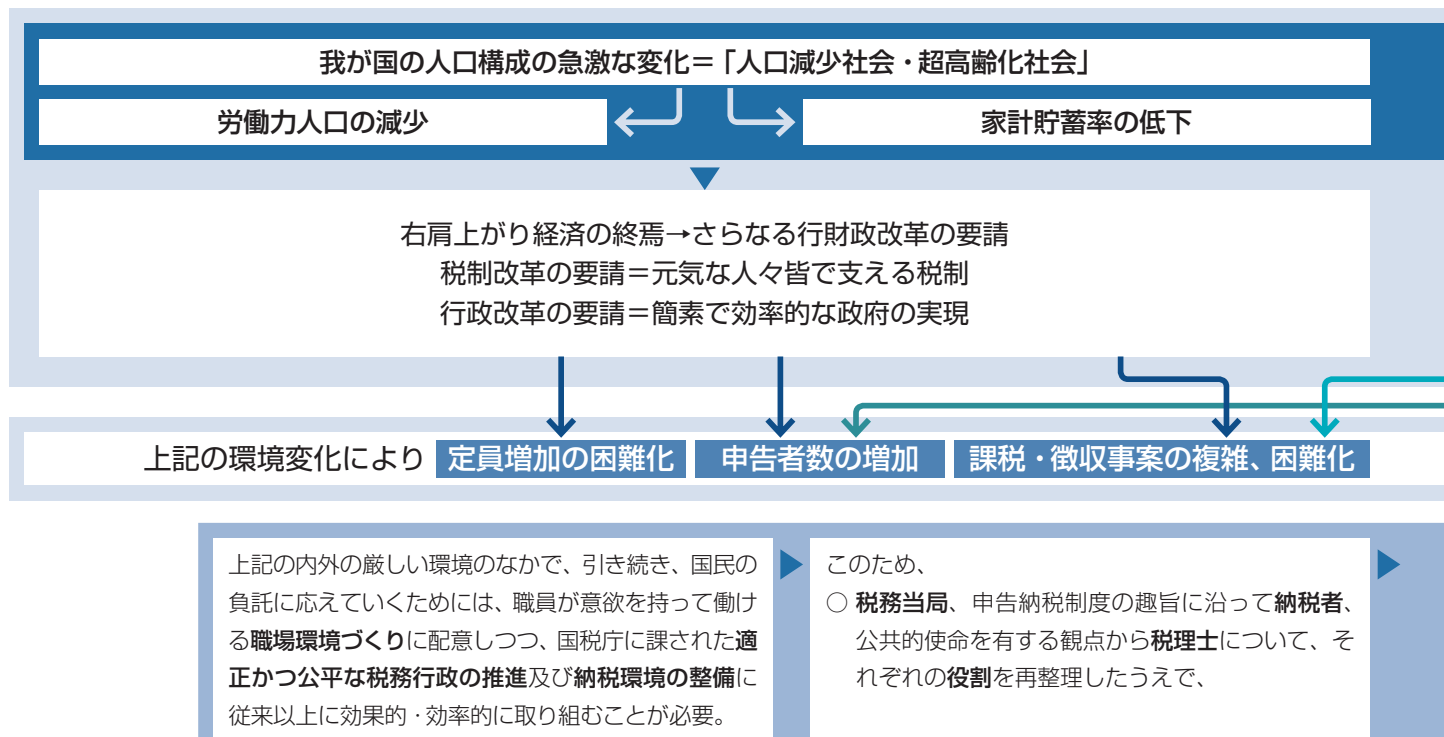 我が国の人口構成の急激な変化＝「人口減少社会・超高齢化社会」
労働力人口の減少
家計貯蓄率の低下
右肩上がり経済の終焉→さらなる行財政改革の要請
税制改革の要請＝元気な人々皆で支える税制
行政改革の要請＝簡素で効率的な政府の実現
上記の環境変化により 定員増加の困難化 申告者数の増加 課税・徴収事案の複雑、困難化
上記の内外の厳しい環境のなかで、引き続き、国民の
負託に応えていくためには、職員が意欲を持って働け
る職場環境づくりに配意しつつ、国税庁に課された適
正かつ公平な税務行政の推進及び納税環境の整備に
従来以上に効果的・効率的に取り組むことが必要。
このため、
○ 税務当局、申告納税制度の趣旨に沿って納税者、
公共的使命を有する観点から税理士について、そ
れぞれの役割を再整理したうえで、